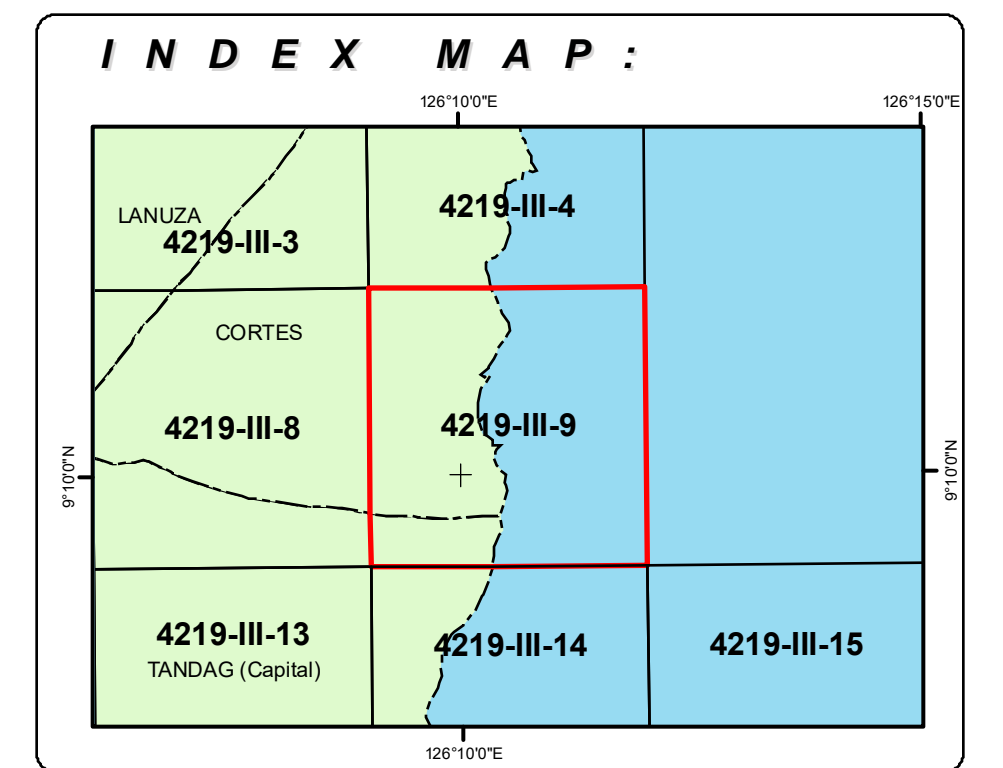 INDEX MAP:
126°10'0"E
126°15'0"E
4219-III-4
LANUZA
4219-III-3
CORTES
4219-III-9
4219-III-8
9°10'0"N
9°10'0"N
4219-III-13
4219-III-14
4219-III-15
TANDAG (Capital)
126°10'0"E